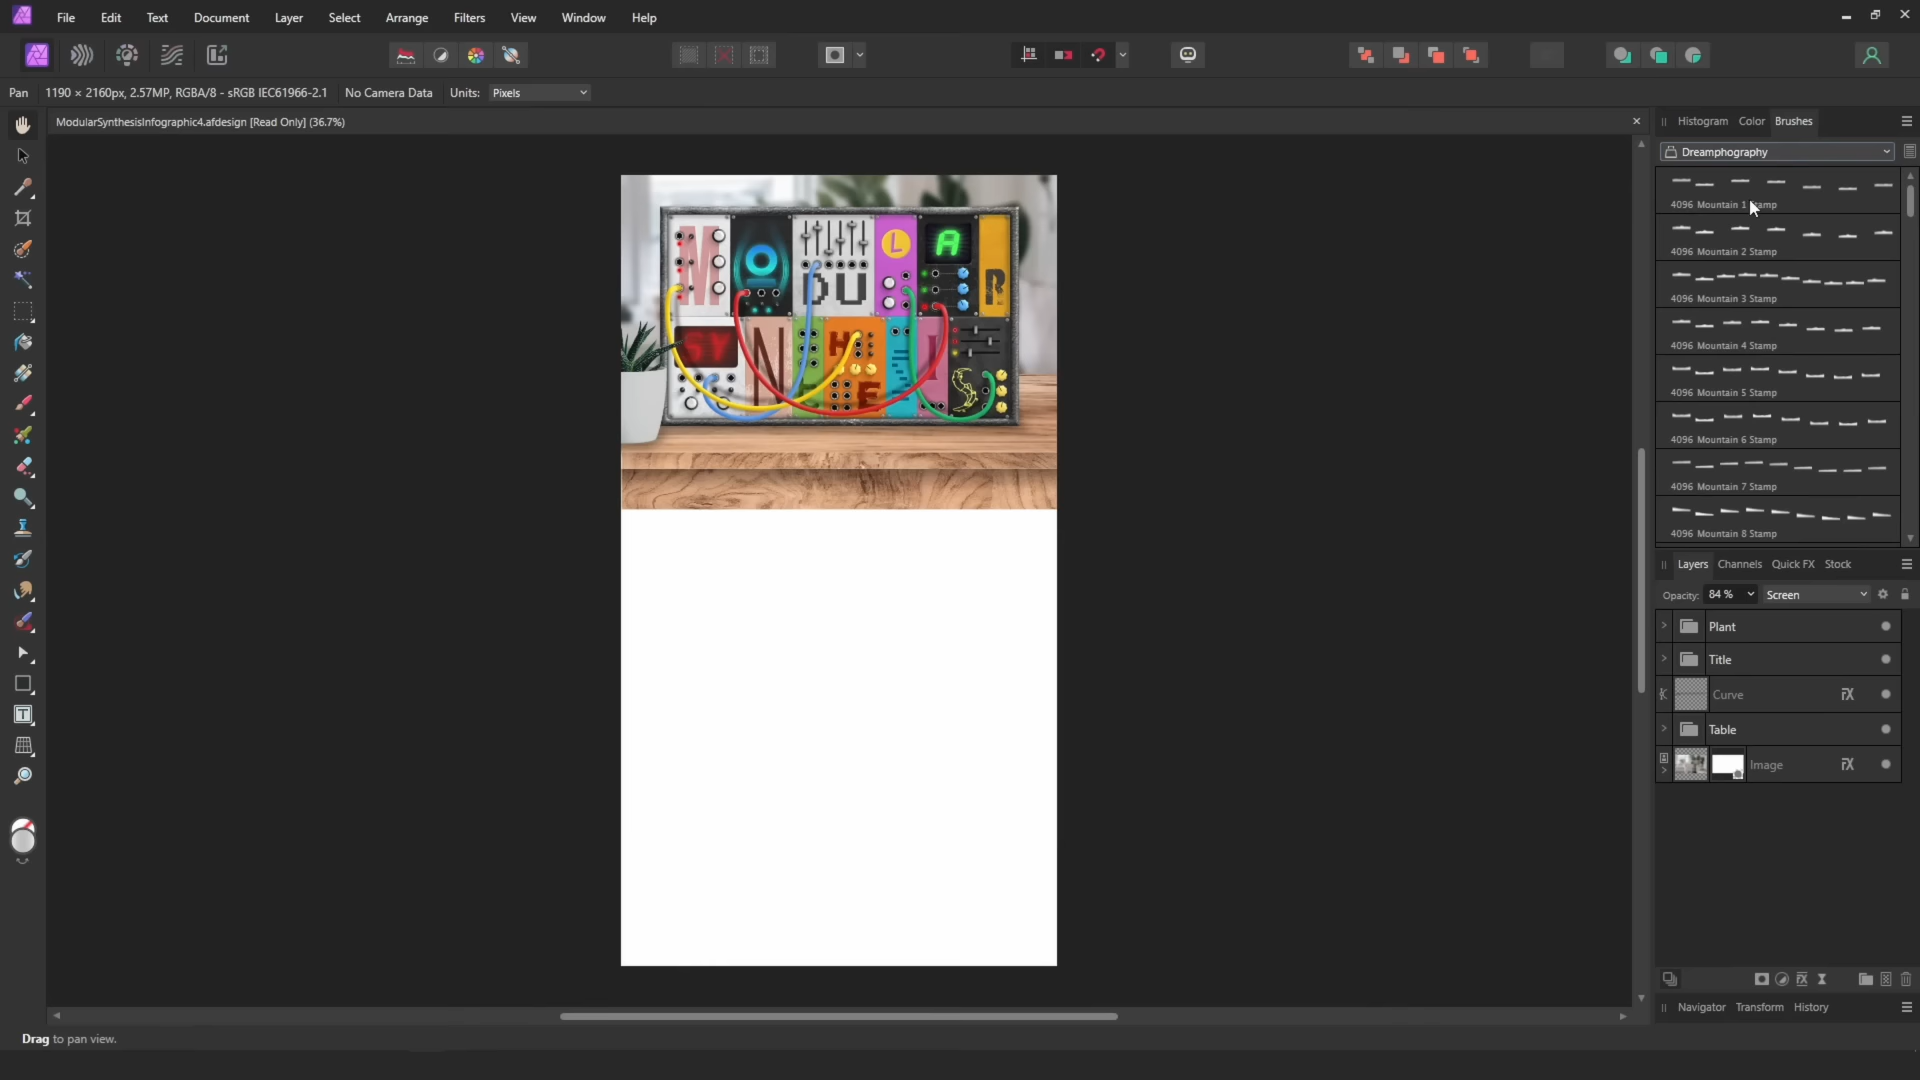 File Edit Text Document Layer Select Arrange Filters View Window Help
Pan 1190 × 2160px, 2.57MP, RGBA/8 - sRGB IEC61966-2.1 No Camera Data Units: Pixels
ModularSynthesisInfographic4.afdesign [Read Only] (36.7%)
Histogram Color Brushes
Dreamphography
4096 Mountain 1 Stamp
4096 Mountain 2 Stamp
4096 Mountain 3 Stamp
4096 Mountain 4 Stamp
4096 Mountain 5 Stamp
4096 Mountain 6 Stamp
4096 Mountain 7 Stamp
4096 Mountain 8 Stamp
MODULAR
SYNTHESIS
Layers Channels Quick FX Stock
Opacity: 84 % Screen
Plant
Title
Curve
Table
Image
Navigator Transform History
Drag to pan view.